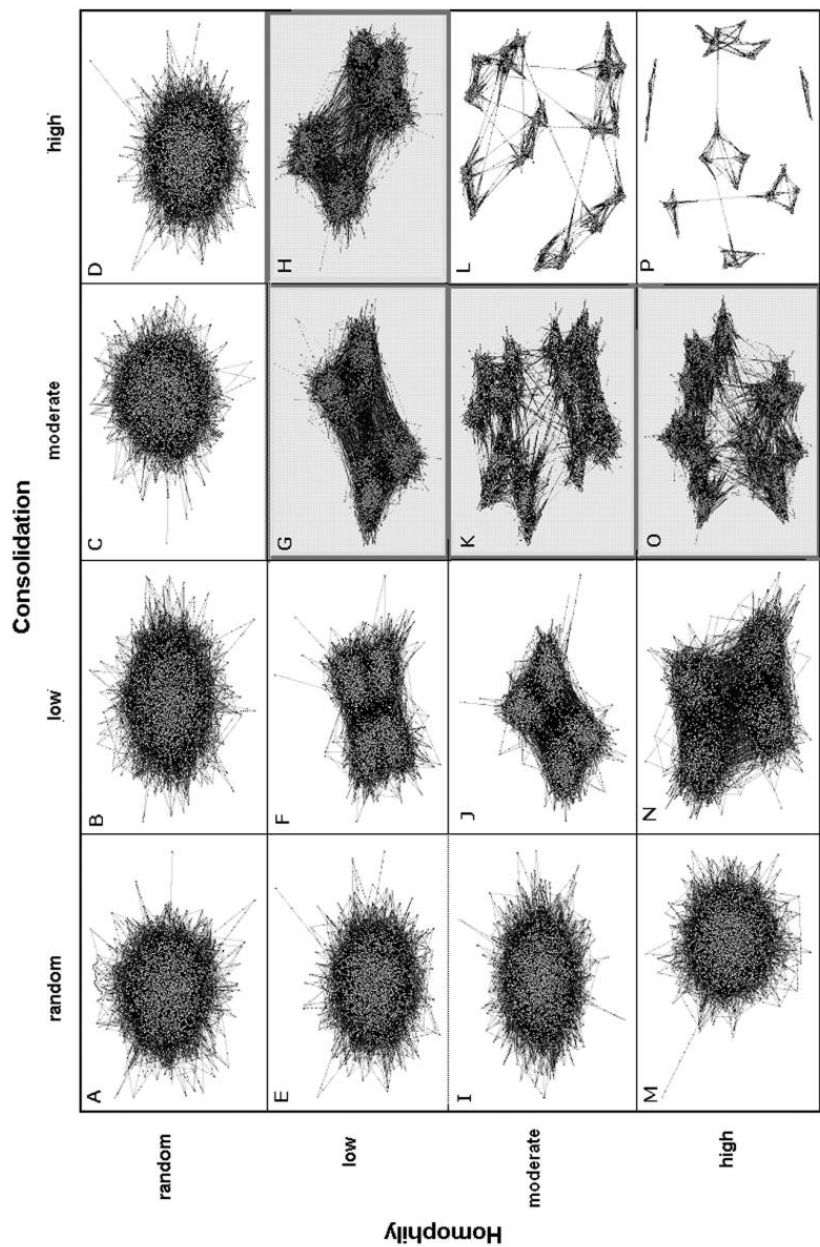 Consolidation
random low moderate 'high'
Homophily
random
A B C D
low
E F G H
moderate
I J K L
high
M N O P